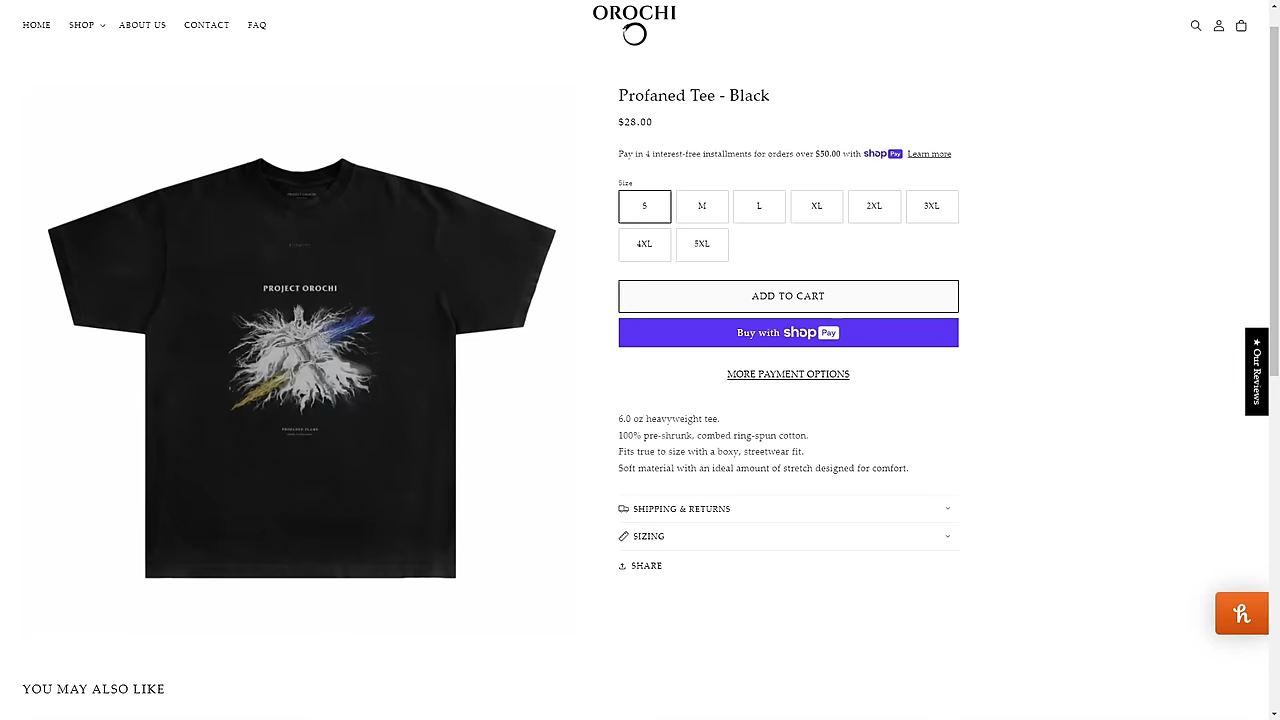 HOME SHOP ABOUT US CONTACT FAQ
OROCHI
Profaned Tee - Black
$28.00
Pay in 4 interest-free installments for orders over $50.00 with shop Pay Learn more
Size
S M L XL 2XL 3XL
4XL 5XL
ADD TO CART
Buy with shop Pay
MORE PAYMENT OPTIONS
6.0 oz heavyweight tee.
100% pre-shrunk, combed ring-spun cotton.
Fits true to size with a boxy, streetwear fit.
Soft material with an ideal amount of stretch designed for comfort.
SHIPPING & RETURNS
SIZING
SHARE
PROJECT OROCHI
PROJECT OROCHI
PROFANED FLAME
★ Our Reviews
YOU MAY ALSO LIKE